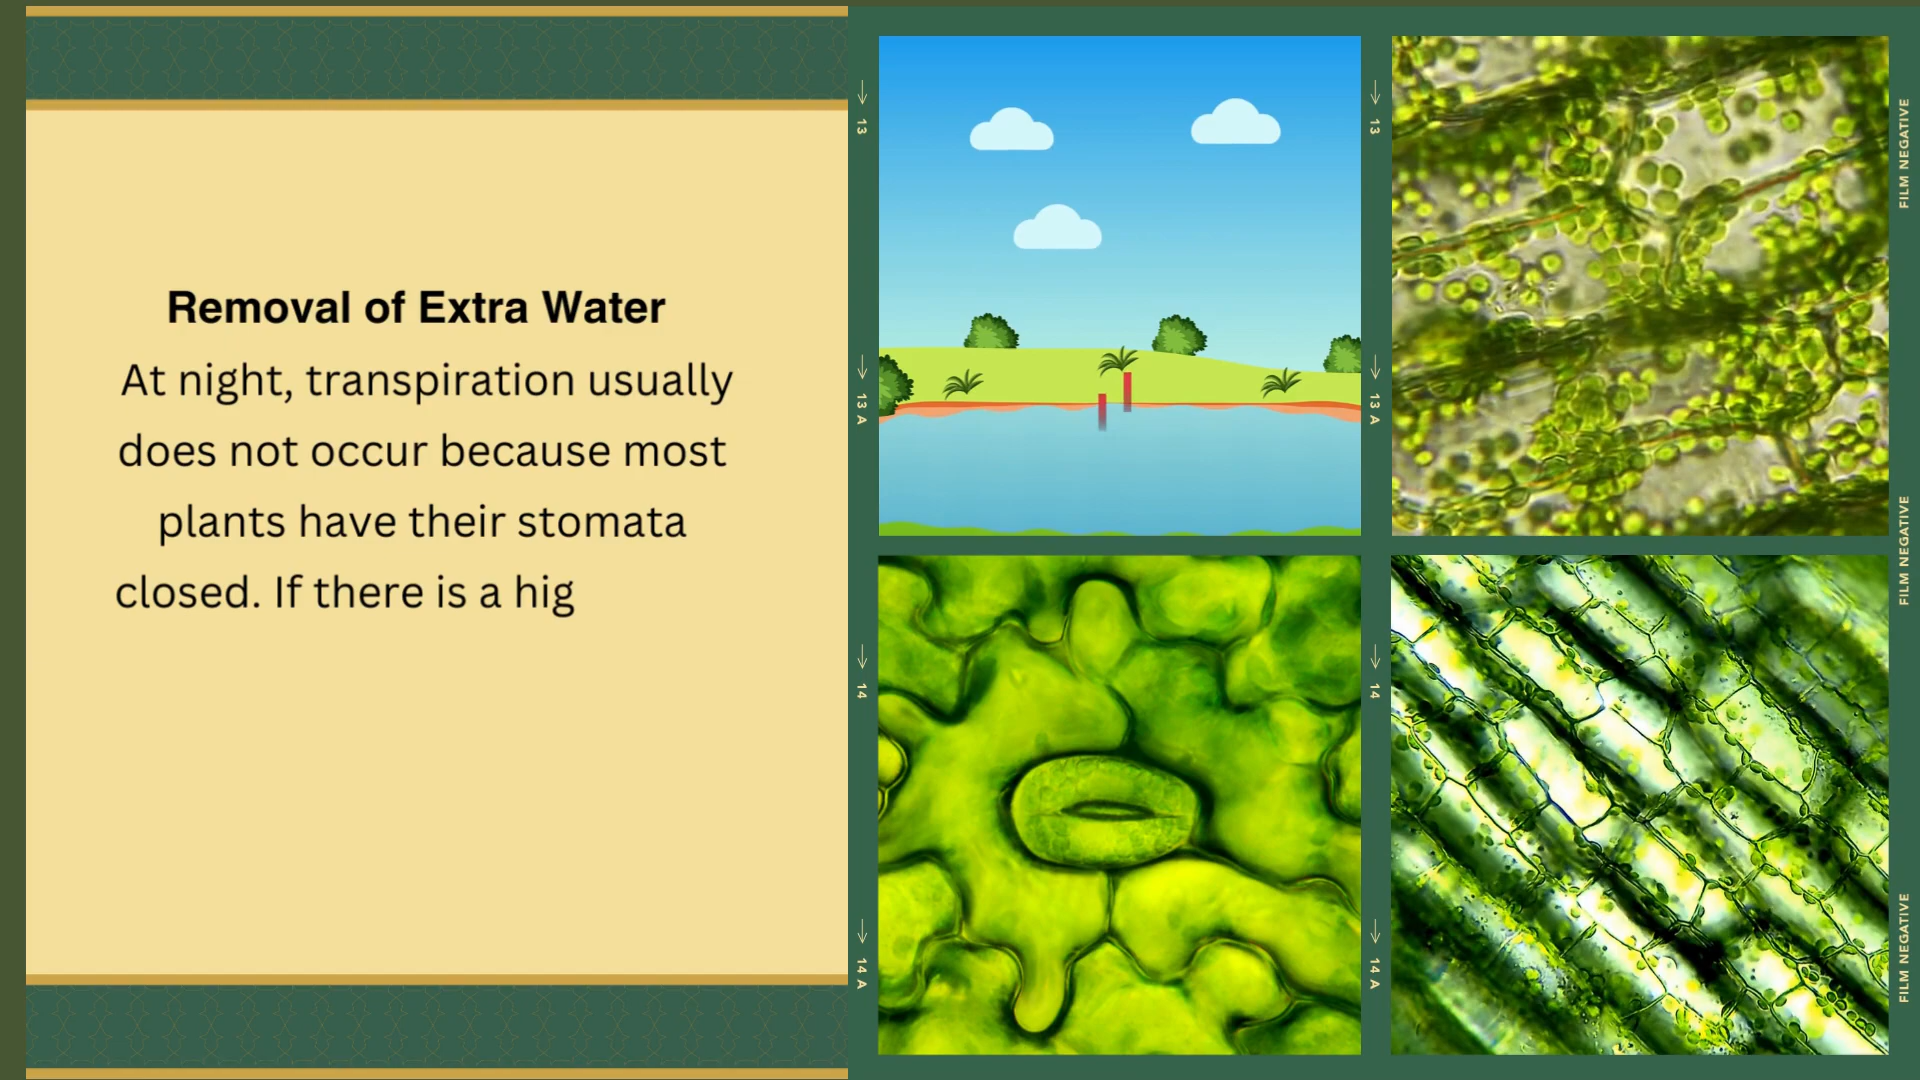 Removal of Extra Water
At night, transpiration usually
does not occur because most
plants have their stomata
closed. If there is a hig
13
13 A
14
14 A
13
13 A
14
14 A
FILM NEGATIVE
FILM NEGATIVE
FILM NEGATIVE